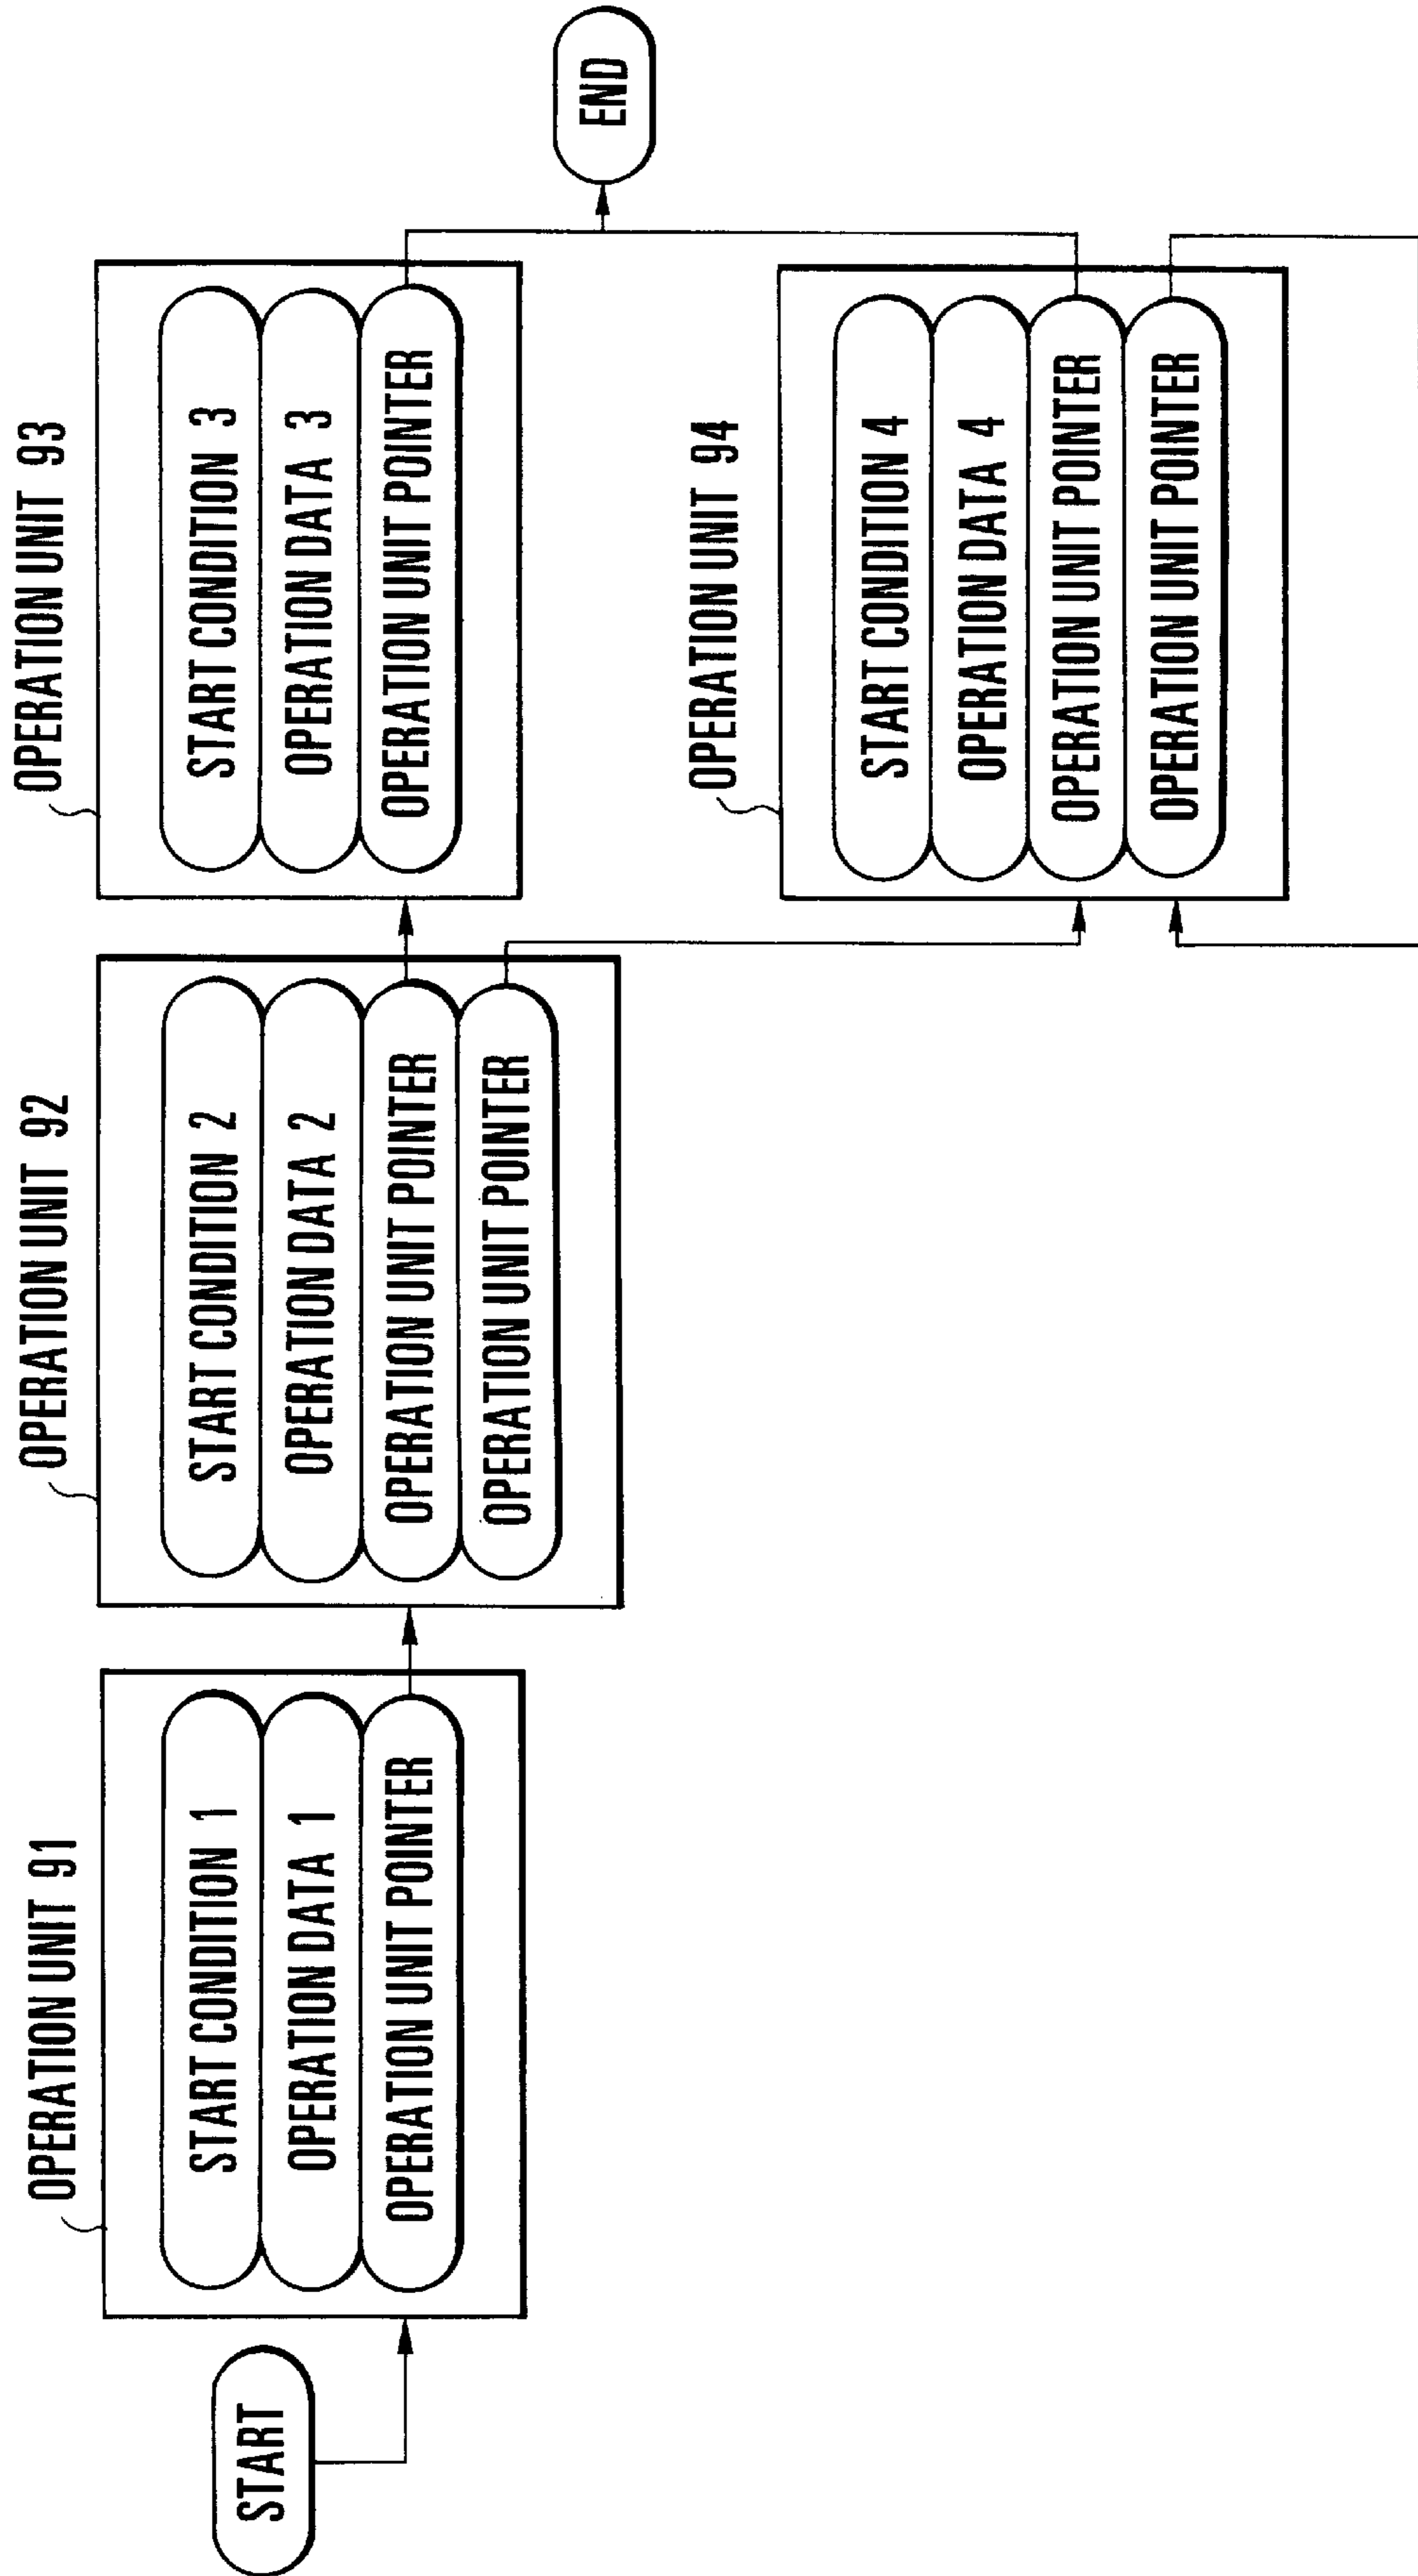 START
OPERATION UNIT 91
START CONDITION 1
OPERATION DATA 1
OPERATION UNIT POINTER
OPERATION UNIT 92
START CONDITION 2
OPERATION DATA 2
OPERATION UNIT POINTER
OPERATION UNIT POINTER
OPERATION UNIT 93
START CONDITION 3
OPERATION DATA 3
OPERATION UNIT POINTER
OPERATION UNIT 94
START CONDITION 4
OPERATION DATA 4
OPERATION UNIT POINTER
OPERATION UNIT POINTER
END